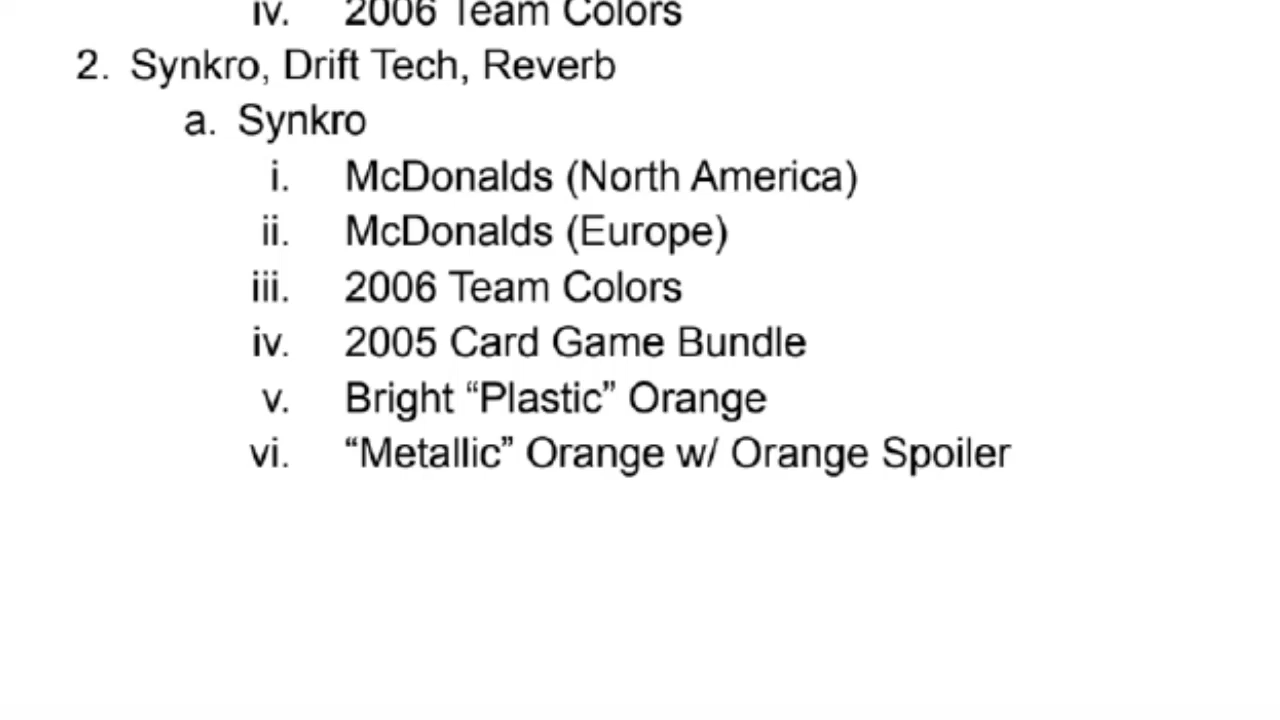 iv. 2006 Team Colors
2. Synkro, Drift Tech, Reverb
a. Synkro
i. McDonalds (North America)
ii. McDonalds (Europe)
iii. 2006 Team Colors
iv. 2005 Card Game Bundle
v. Bright “Plastic” Orange
vi. “Metallic” Orange w/ Orange Spoiler